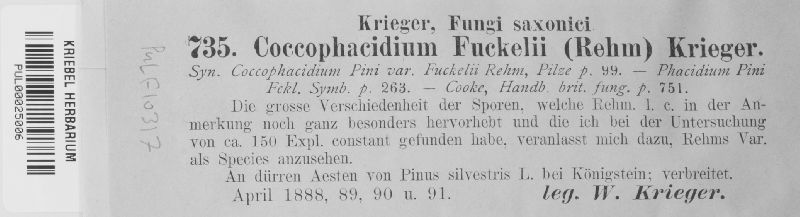 Krieger, Fungi saxonici
735. Coccophacidium Fuckelii (Rehm) Krieger.
Syn. Coccophacidium Pini var. Fuckelii Rehm, Pilze p. 99. — Phacidium Pini
Fckl. Symb. p. 263. — Cooke, Handb. brit. fung. p. 751.
Die grosse Verschiedenheit der Sporen, welche Rehm. l. c. in der An-
merkung noch ganz besonders hervorhebt und die ich bei der Untersuchung
von ca. 150 Expl. constant gefunden habe, veranlasst mich dazu, Rehms Var.
als Species anzusehen.
An dürren Aesten von Pinus silvestris L. bei Königstein; verbreitet.
April 1888, 89, 90 u. 91. leg. W. Krieger.
KRIEBEL HERBARIUM
PUL00025006
PULF10317